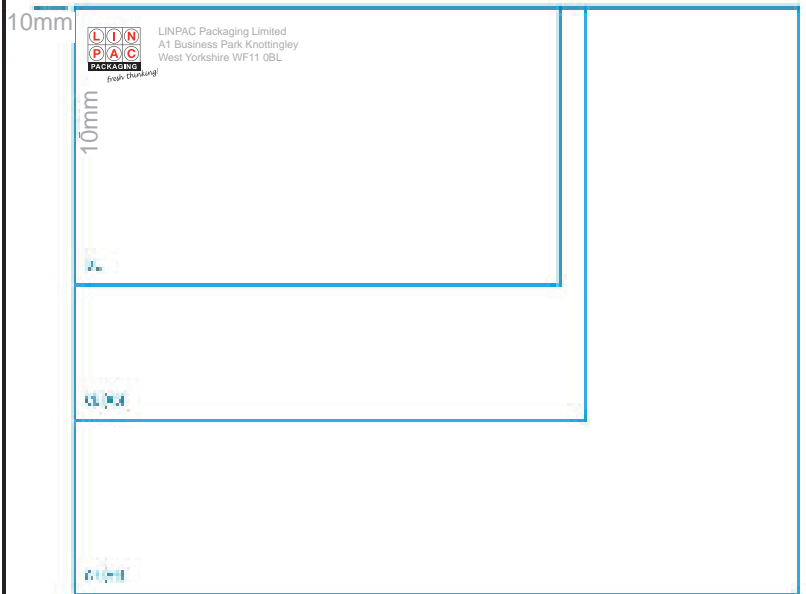 10mm
LIN
PAC
PACKAGING
fresh thinking!
LINPAC Packaging Limited
A1 Business Park Knottingley
West Yorkshire WF11 0BL
10mm